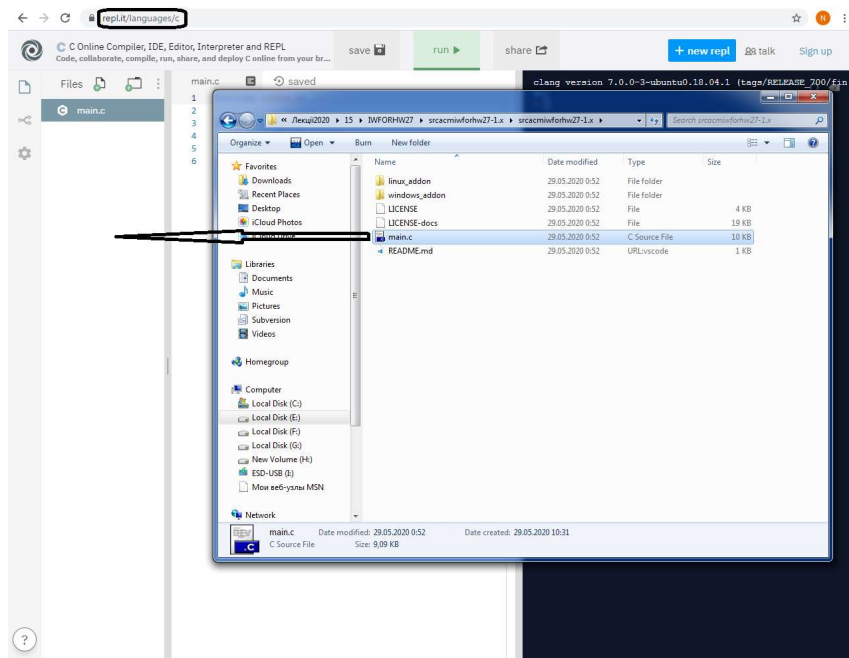 repl.it/languages/c
N
C Online Compiler, IDE, Editor, Interpreter and REPL
Code, collaborate, compile, run, share, and deploy C online from your br...
save
run
share
+ new repl
talk
Sign up
Files
main.c
saved
main.c
clang version 7.0.0-3~ubuntu0.18.04.1 (tags/RELEASE_700/fin
1
2
3
4
5
6
« Лекції2020 ▸ 15 ▸ IWFORHW27 ▸ srcacmiwforhw27-1.x ▸ srcacmiwforhw27-1.x ▸
Search srcacmiwforhw27-1.x
Organize
Open
Burn
New folder
Favorites
Downloads
Recent Places
Desktop
iCloud Photos
iCloud Drive
Libraries
Documents
Music
Pictures
Subversion
Videos
Homegroup
Computer
Local Disk (C:)
Local Disk (E:)
Local Disk (F:)
Local Disk (G:)
New Volume (H:)
ESD-USB (I:)
Мои веб-узлы MSN
Network
Name Date modified Type Size
linux_addon 29.05.2020 0:52 File folder
windows_addon 29.05.2020 0:52 File folder
LICENSE 29.05.2020 0:52 File 4 KB
LICENSE-docs 29.05.2020 0:52 File 19 KB
main.c 29.05.2020 0:52 C Source File 10 KB
README.md 29.05.2020 0:52 URL:vscode 1 KB
main.c Date modified: 29.05.2020 0:52 Date created: 29.05.2020 10:31
C Source File Size: 9,09 KB
DEV
.C
?